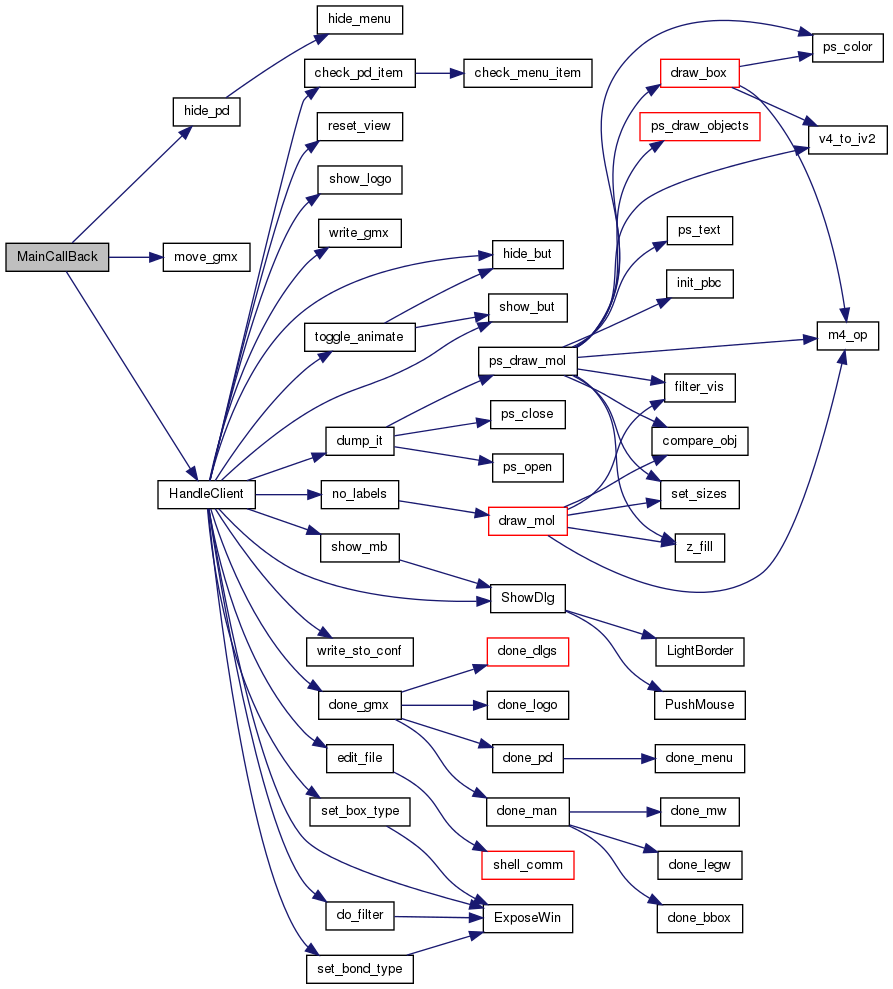 hide_menu
ps_color
check_pd_item
check_menu_item
draw_box
hide_pd
reset_view
ps_draw_objects
v4_to_iv2
show_logo
write_gmx
ps_text
MainCallBack
move_gmx
hide_but
init_pbc
show_but
toggle_animate
m4_op
ps_draw_mol
filter_vis
ps_close
dump_it
compare_obj
ps_open
HandleClient
no_labels
set_sizes
draw_mol
show_mb
z_fill
ShowDlg
write_sto_conf
done_dlgs
LightBorder
done_gmx
done_logo
PushMouse
edit_file
done_pd
done_menu
set_box_type
done_man
done_mw
shell_comm
done_legw
do_filter
ExposeWin
done_bbox
set_bond_type